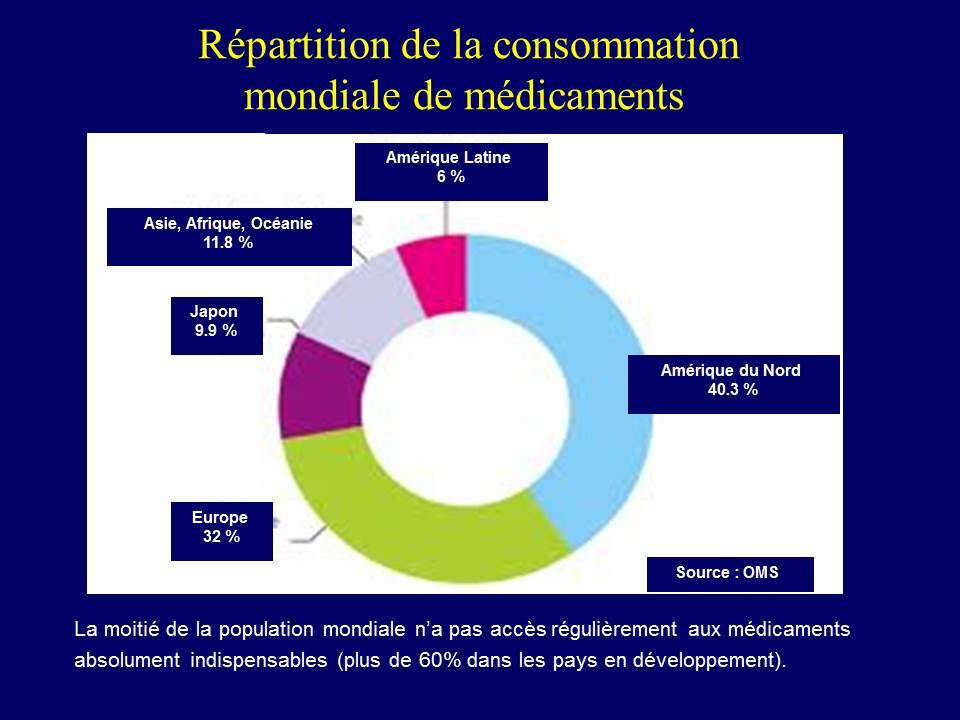 Répartition de la consommation
mondiale de médicaments
Amérique Latine
6 %
Asie, Afrique, Océanie
11.8 %
Japon
9.9 %
Amérique du Nord
40.3 %
Europe
32 %
Source : OMS
La moitié de la population mondiale n’a pas accès régulièrement aux médicaments
absolument indispensables (plus de 60% dans les pays en développement).